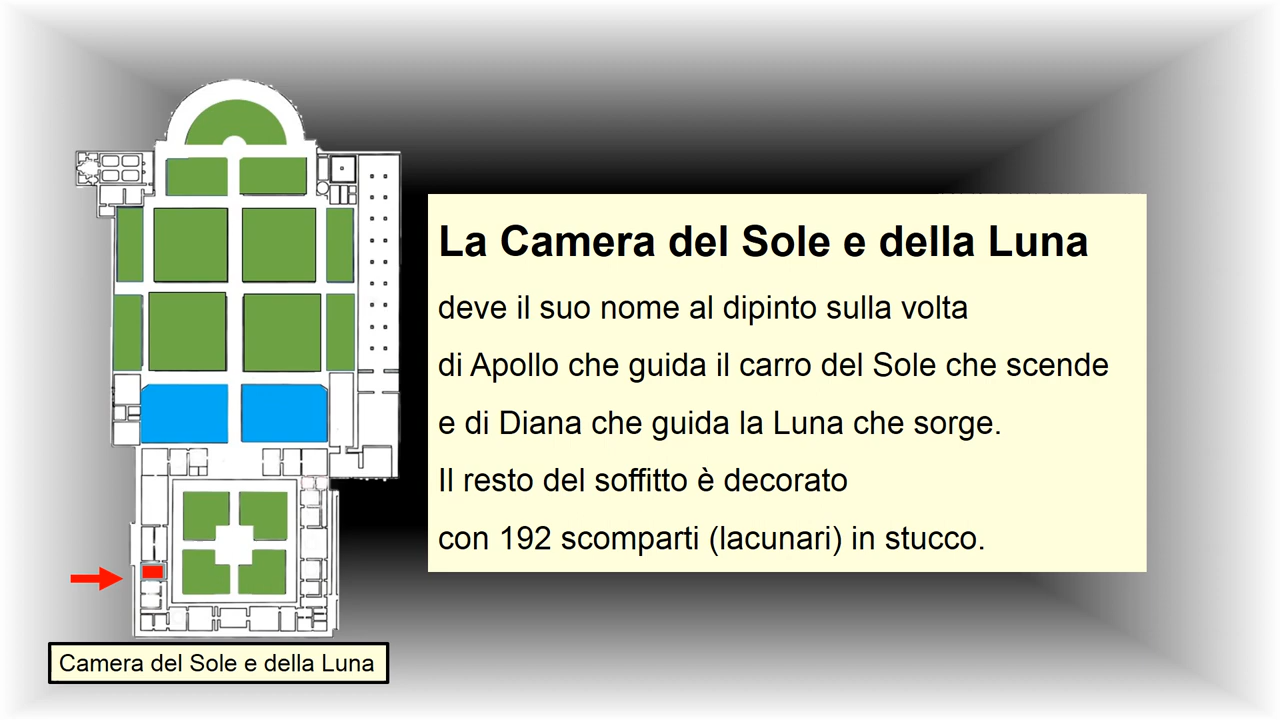 La Camera del Sole e della Luna
deve il suo nome al dipinto sulla volta
di Apollo che guida il carro del Sole che scende
e di Diana che guida la Luna che sorge.
Il resto del soffitto è decorato
con 192 scomparti (lacunari) in stucco.
Camera del Sole e della Luna